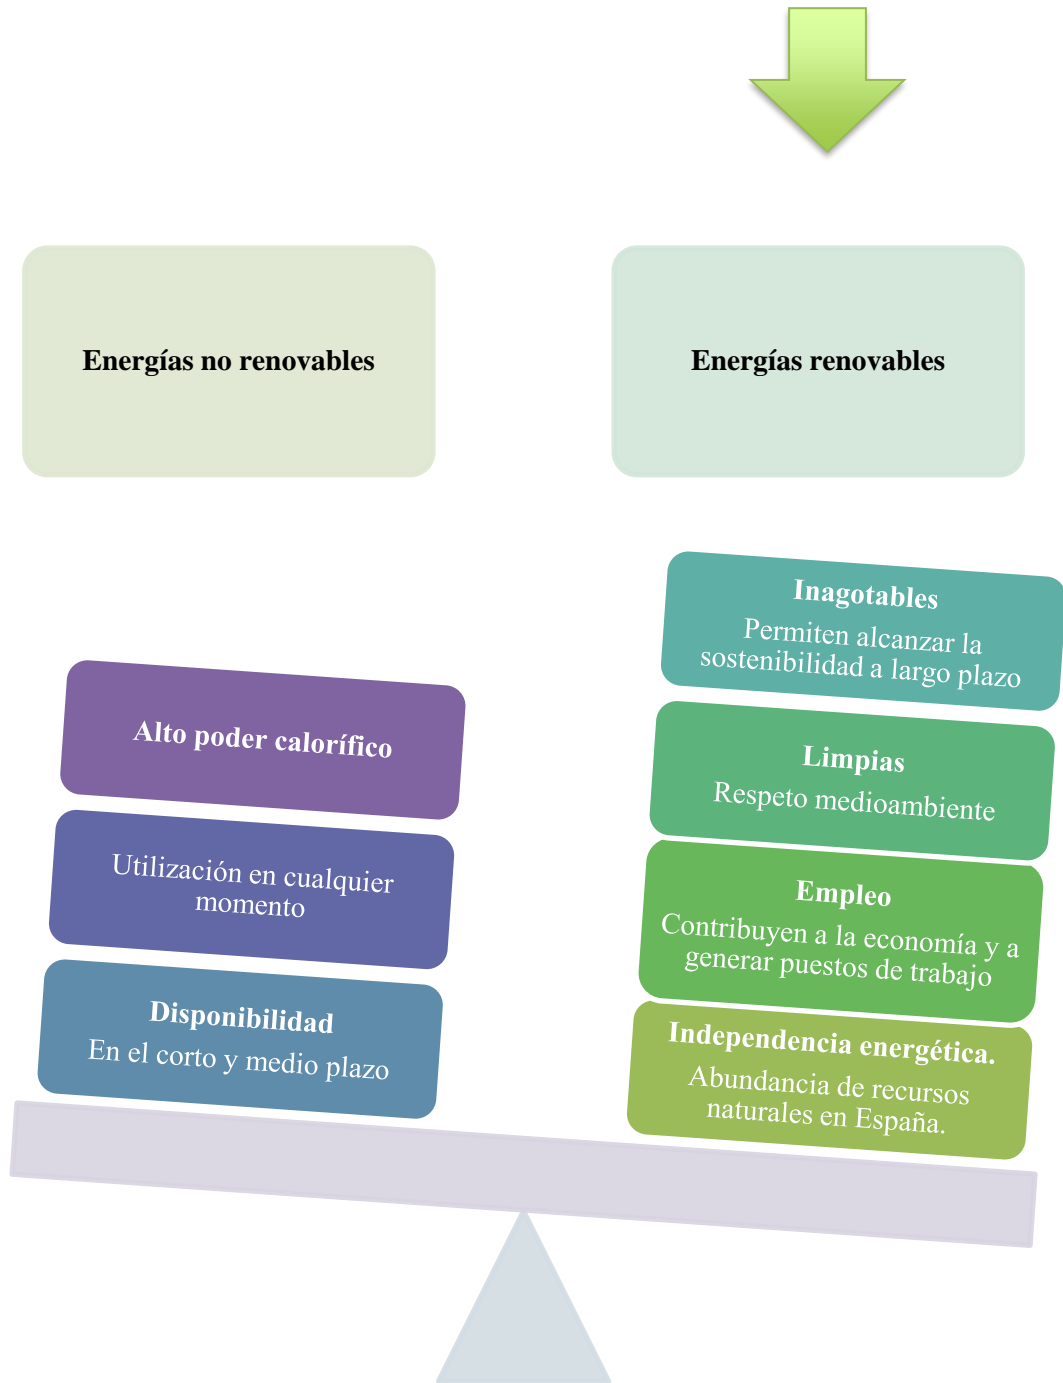 Energías no renovables
Energías renovables
Alto poder calorífico
Utilización en cualquier
momento
Disponibilidad
En el corto y medio plazo
Inagotables
Permiten alcanzar la
sostenibilidad a largo plazo
Limpias
Respeto medioambiente
Empleo
Contribuyen a la economía y a
generar puestos de trabajo
Independencia energética.
Abundancia de recursos
naturales en España.